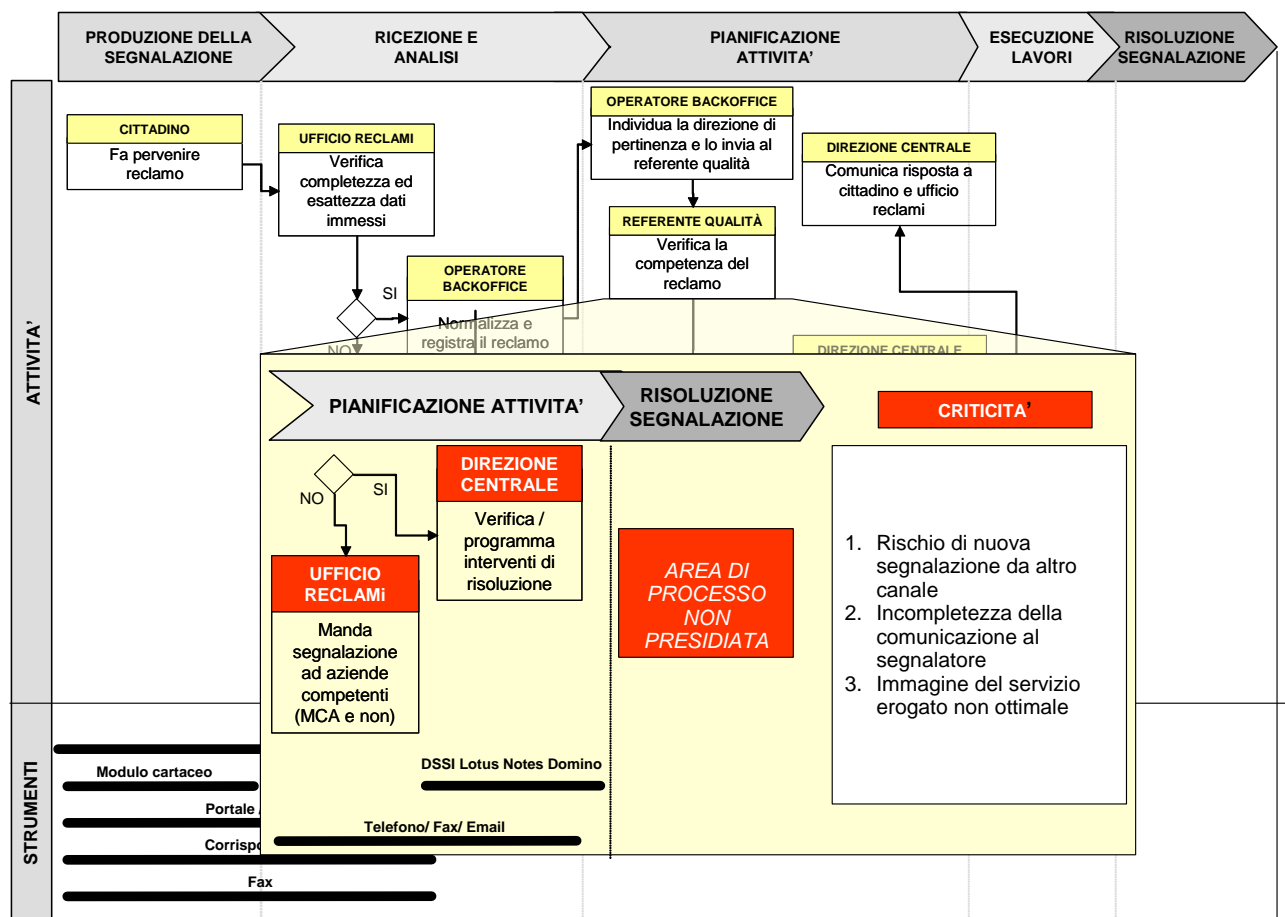 PRODUZIONE DELLA
SEGNALAZIONE
RICEZIONE E
ANALISI
PIANIFICAZIONE
ATTIVITA'
ESECUZIONE
LAVORI
RISOLUZIONE
SEGNALAZIONE
ATTIVITA'
CITTADINO
Fa pervenire
reclamo
UFFICIO RECLAMI
Verifica
completezza ed
esattezza dati
immessi
SI
NO
OPERATORE
BACKOFFICE
Normalizza e
registra il reclamo
OPERATORE BACKOFFICE
Individua la direzione di
pertinenza e lo invia al
referente qualità
REFERENTE QUALITÀ
Verifica la
competenza del
reclamo
DIREZIONE CENTRALE
Comunica risposta a
cittadino e ufficio
reclami
DIREZIONE CENTRALE
PIANIFICAZIONE ATTIVITA'
RISOLUZIONE
SEGNALAZIONE
CRITICITA'
NO
SI
DIREZIONE
CENTRALE
Verifica /
programma
interventi di
risoluzione
UFFICIO
RECLAMi
Manda
segnalazione
ad aziende
competenti
(MCA e non)
AREA DI
PROCESSO
NON
PRESIDIATA
1. Rischio di nuova
segnalazione da altro
canale
2. Incompletezza della
comunicazione al
segnalatore
3. Immagine del servizio
erogato non ottimale
DSSI Lotus Notes Domino
Telefono/ Fax/ Email
STRUMENTI
Modulo cartaceo
Portale
Fax